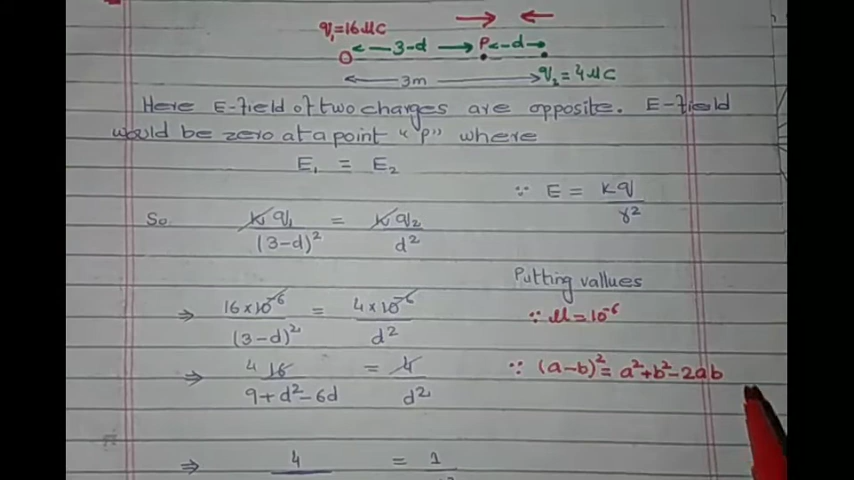 q₁=16μC
3-d P d
3m q₂=4μC
Here E-field of two charges are opposite. E-field
would be zero at a point "p" where
E₁ = E₂
∵ E = kq/r²
So kq₁/(3-d)² = kq₂/d²
Putting vallues
⇒ 16×10⁻⁶/(3-d)² = 4×10⁻⁶/d² ∵ μ=10⁻⁶
⇒ 4 16/9+d²-6d = 4/d² ∵ (a-b)²=a²+b²-2ab
⇒ 4 = 1